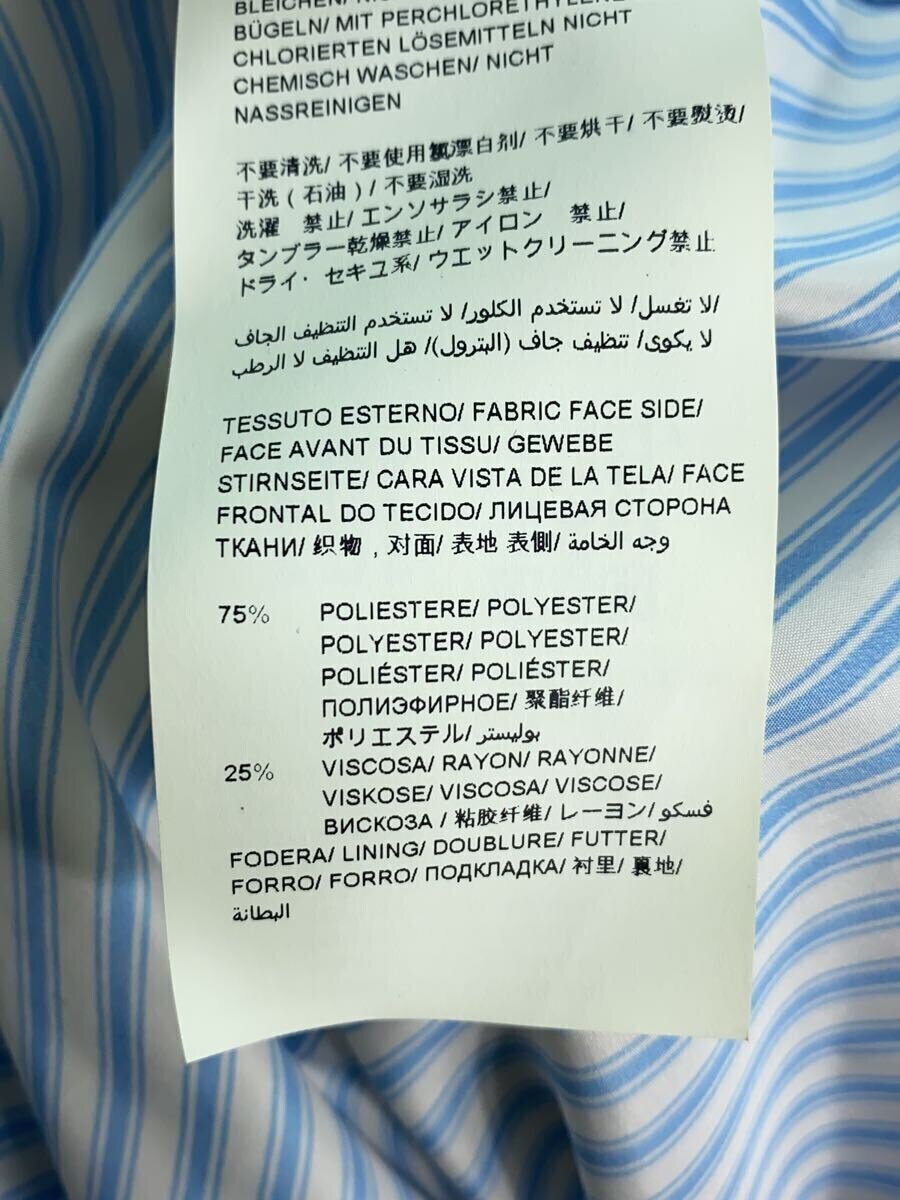 BLEICHEN/
BÜGELN/ MIT PERCHLORETHYLENE
CHLORIERTEN LÖSEMITTELN NICHT
CHEMISCH WASCHEN/ NICHT
NASSREINIGEN
不要清洗/ 不要使用氯漂白剂/ 不要烘干/ 不要熨烫/
干洗 ( 石油 ) / 不要湿洗
洗濯 禁止/ エンソサラシ禁止/
タンブラー乾燥禁止/ アイロン 禁止/
ドライ・ セキユ系/ ウエットクリーニング禁止
/لا تغسل/ لا تستخدم الكلور/ لا تستخدم التنظيف الجاف
لا يكوى/ تنظيف جاف (البترول)/ هل التنظيف لا الرطب
TESSUTO ESTERNO/ FABRIC FACE SIDE/
FACE AVANT DU TISSU/ GEWEBE
STIRNSEITE/ CARA VISTA DE LA TELA/ FACE
FRONTAL DO TECIDO/ ЛИЦЕВАЯ СТОРОНА
ТКАНИ/ 织物 , 对面/ 表地 表側/ وجه الخامة
75% POLIESTERE/ POLYESTER/
POLYESTER/ POLYESTER/
POLIÉSTER/ POLIÉSTER/
ПОЛИЭФИРНОЕ/ 聚酯纤维/
ポリエステル/ بوليستر
25% VISCOSA/ RAYON/ RAYONNE/
VISKOSE/ VISCOSA/ VISCOSE/
ВИСКОЗА / 粘胶纤维/ レーヨン/ فسكو
FODERA/ LINING/ DOUBLURE/ FUTTER/
FORRO/ FORRO/ ПОДКЛАДКА/ 衬里/ 裏地/
البطانة